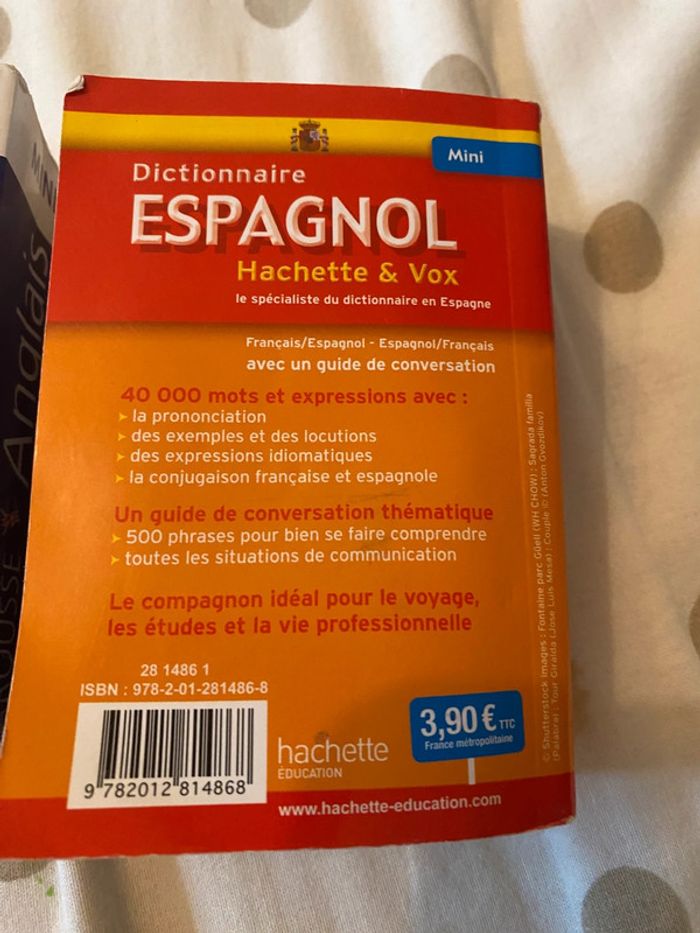 Mini
Dictionnaire
ESPAGNOL
Hachette & Vox
le spécialiste du dictionnaire en Espagne
Français/Espagnol - Espagnol/Français
avec un guide de conversation
40 000 mots et expressions avec :
➤ la prononciation
➤ des exemples et des locutions
➤ des expressions idiomatiques
➤ la conjugaison française et espagnole
Un guide de conversation thématique
➤ 500 phrases pour bien se faire comprendre
➤ toutes les situations de communication
Le compagnon idéal pour le voyage,
les études et la vie professionnelle
28 1486 1
ISBN : 978-2-01-281486-8
9 782012 814868
hachette
ÉDUCATION
3,90 € TTC
France métropolitaine
www.hachette-education.com
© Shutterstock images : Fontaine parc Güell (WH CHOW) ; Sagrada familia
(Palabra) ; Tour Giralda (Jose Luis Mesa) ; Couple © (Anton Gvozdikov)
MINI
Anglais